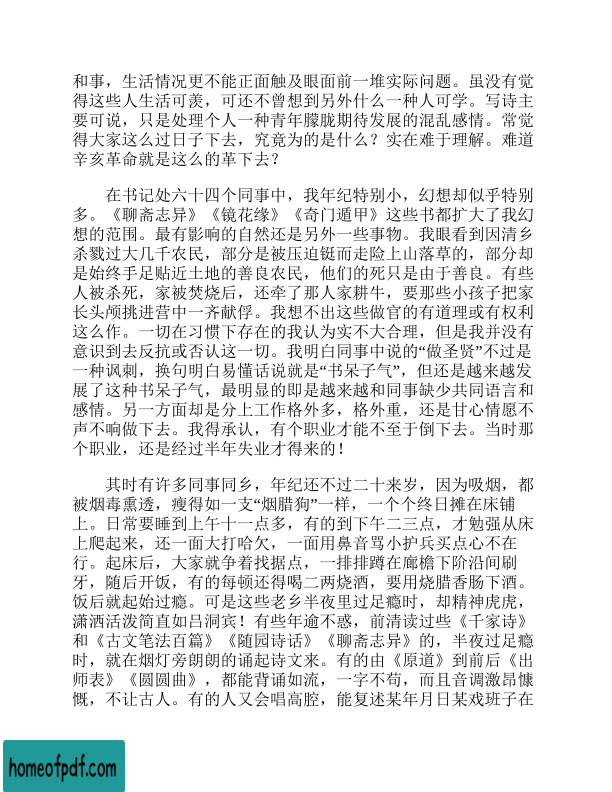 和事，生活情况更不能正面触及眼面前一堆实际问题。虽没有觉
得这些人生活可羡，可还不曾想到另外什么一种人可学。写诗主
要可说，只是处理个人一种青年朦胧期待发展的混乱感情。常觉
得大家这么过日子下去，究竟为的是什么？实在难于理解。难道
辛亥革命就是这么的革下去？
在书记处六十四个同事中，我年纪特别小，幻想却似乎特别
多。《聊斋志异》《镜花缘》《奇门遁甲》这些书都扩大了我幻
想的范围。最有影响的自然还是另外一些事物。我眼看到因清乡
杀戮过大几千农民，部分是被压迫铤而走险上山落草的，部分却
是始终手足贴近土地的善良农民，他们的死只是由于善良。有些
人被杀死，家被焚烧后，还牵了那人家耕牛，要那些小孩子把家
长头颅挑进营中一齐献俘。我想不出这些做官的有道理或有权利
这么作。一切在习惯下存在的我认为实不大合理，但是我并没有
意识到去反抗或否认这一切。我明白同事中说的“做圣贤”不过是
一种讽刺，换句明白易懂话说就是“书呆子气”，但还是越来越发
展了这种书呆子气，最明显的即是越来越和同事缺少共同语言和
感情。另一方面却是分上工作格外多，格外重，还是甘心情愿不
声不响做下去。我得承认，有个职业才能不至于倒下去。当时那
个职业，还是经过半年失业才得来的！
其时有许多同事同乡，年纪还不过二十来岁，因为吸烟，都
被烟毒熏透，瘦得如一支“烟腊狗”一样，一个个终日摊在床铺
上。日常要睡到上午十一点多，有的到下午二三点，才勉强从床
上爬起来，还一面大打哈欠，一面用鼻音骂小护兵买点心不在
行。起床后，大家就争着找据点，一排排蹲在廊檐下阶沿间刷
牙，随后开饭，有的每顿还得喝二两烧酒，要用烧腊香肠下酒。
饭后就起始过瘾。可是这些老乡半夜里过足瘾时，却精神虎虎，
潇洒活泼简直如吕洞宾！有些年逾不惑，前清读过些《千家诗》
和《古文笔法百篇》《随园诗话》《聊斋志异》的，半夜过足瘾
时，就在烟灯旁朗朗的诵起诗文来。有的由《原道》到前后《出
师表》《圆圆曲》，都能背诵如流，一字不苟，而且音调激昂慷
慨，不让古人。有的人又会唱高腔，能复述某年月日某戏班子在
homeofpdf.com